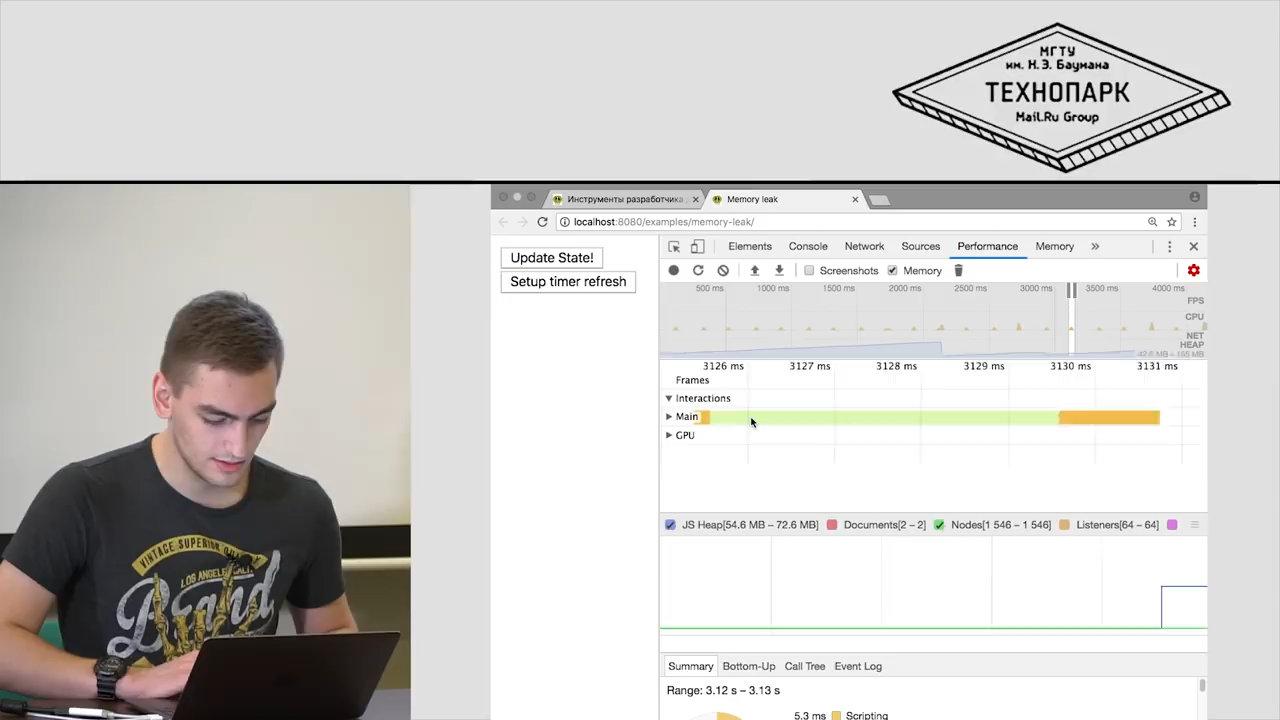 МГТУ
им. Н.Э. Баумана
ТЕХНОПАРК
Mail.Ru Group
Инструменты разработчика
Memory leak
localhost:8080/examples/memory-leak/
Update State!
Setup timer refresh
Elements Console Network Sources Performance Memory »
Screenshots Memory
500 ms 1000 ms 1500 ms 2000 ms 2500 ms 3000 ms 3500 ms 4000 ms
FPS
CPU
NET
HEAP
3126 ms 3127 ms 3128 ms 3129 ms 3130 ms 3131 ms
Frames
Interactions
Main
GPU
JS Heap[54.6 MB – 72.6 MB] Documents[2 – 2] Nodes[1 546 – 1 546] Listeners[64 – 64]
Summary Bottom-Up Call Tree Event Log
Range: 3.12 s – 3.13 s
5.3 ms Scripting
VINTAGE SUPERIOR
LOS ANGELES
Brand